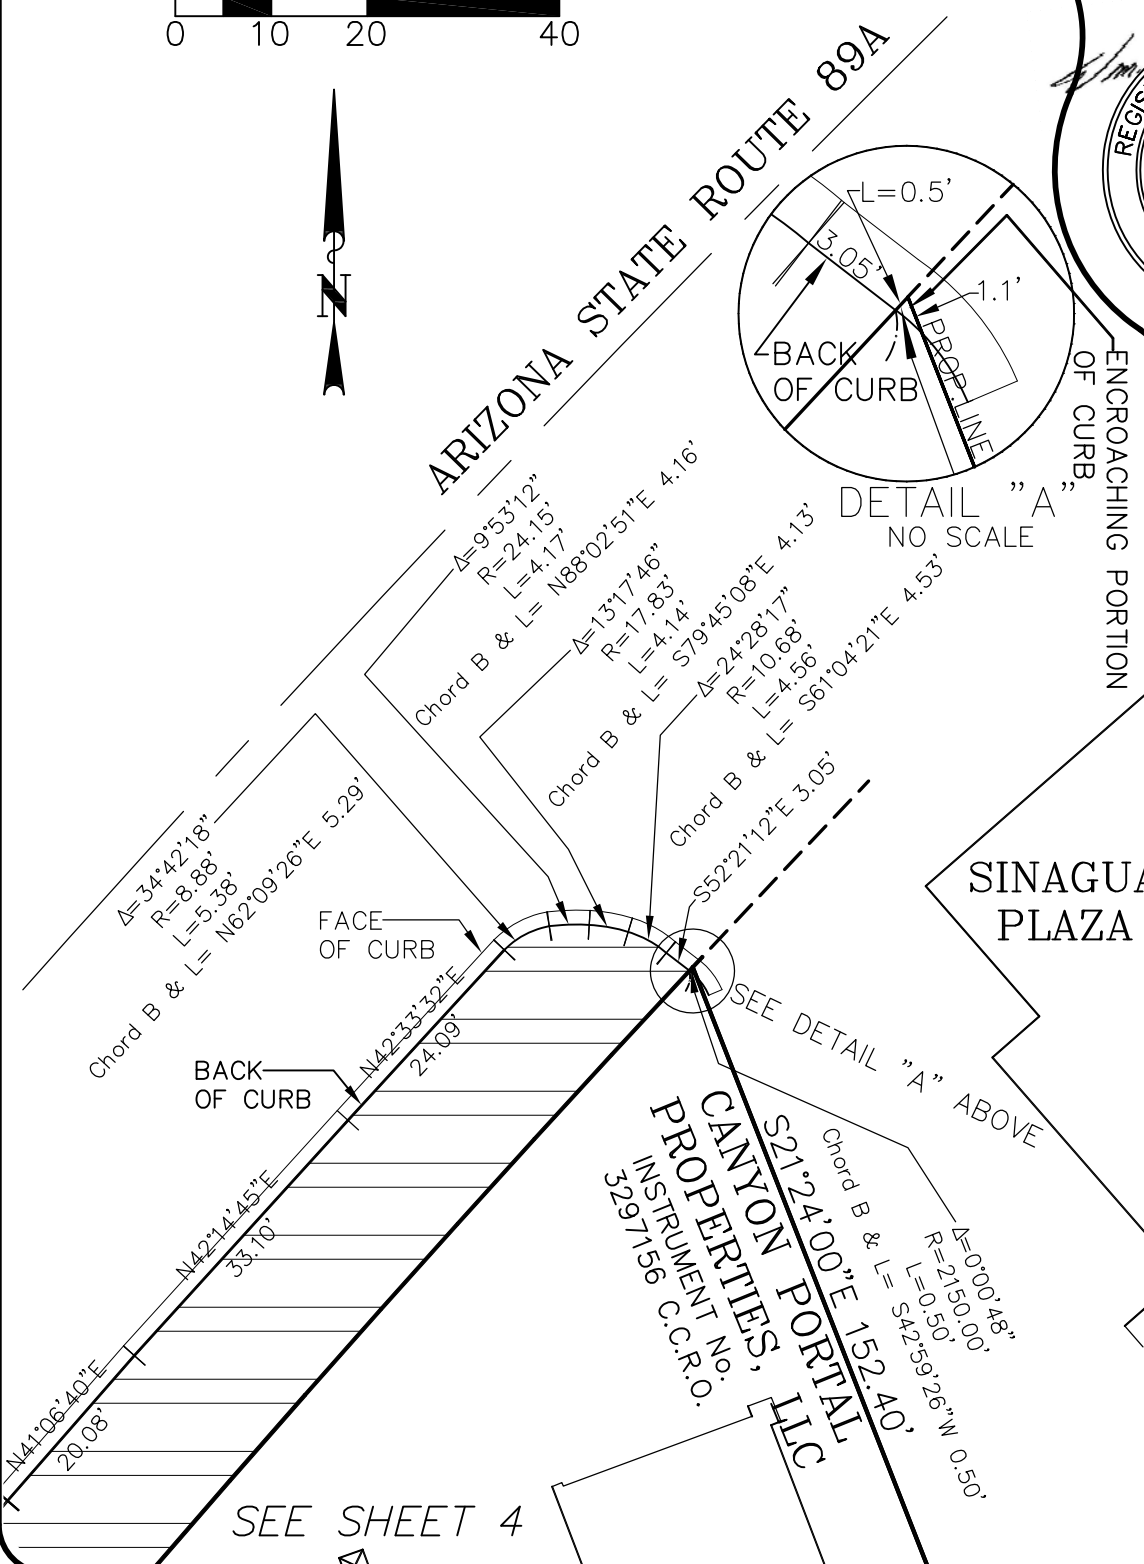 0 10 20 40
ARIZONA STATE ROUTE 89A
REGIS
N
L=0.5'
3.05'
1.1'
BACK
OF CURB
PROP. LINE
DETAIL "A"
NO SCALE
ENCROACHING PORTION
OF CURB
Δ=9°53'12"
R=24.15'
L=4.17'
Chord B & L= N88°02'51"E 4.16'
Δ=13°17'46"
R=17.83'
L=4.14'
Chord B & L= S79°45'08"E 4.13'
Δ=24°28'17"
R=10.68'
L=4.56'
Chord B & L= S61°04'21"E 4.53'
S52°21'12"E 3.05'
Δ=34°42'18"
R=8.88'
L=5.38'
Chord B & L= N62°09'26"E 5.29'
SINAGUA
PLAZA
FACE
OF CURB
N42°33'32"E
24.09'
SEE DETAIL "A" ABOVE
BACK
OF CURB
N42°14'45"E
33.10'
N41°06'40"E
20.08'
S21°24'00"E 152.40'
CANYON PORTAL
PROPERTIES, LLC
INSTRUMENT No.
3297156 C.C.R.O.
Δ=0°00'48"
R=2150.00'
L=0.50'
Chord B & L= S42°59'26"W 0.50'
SEE SHEET 4